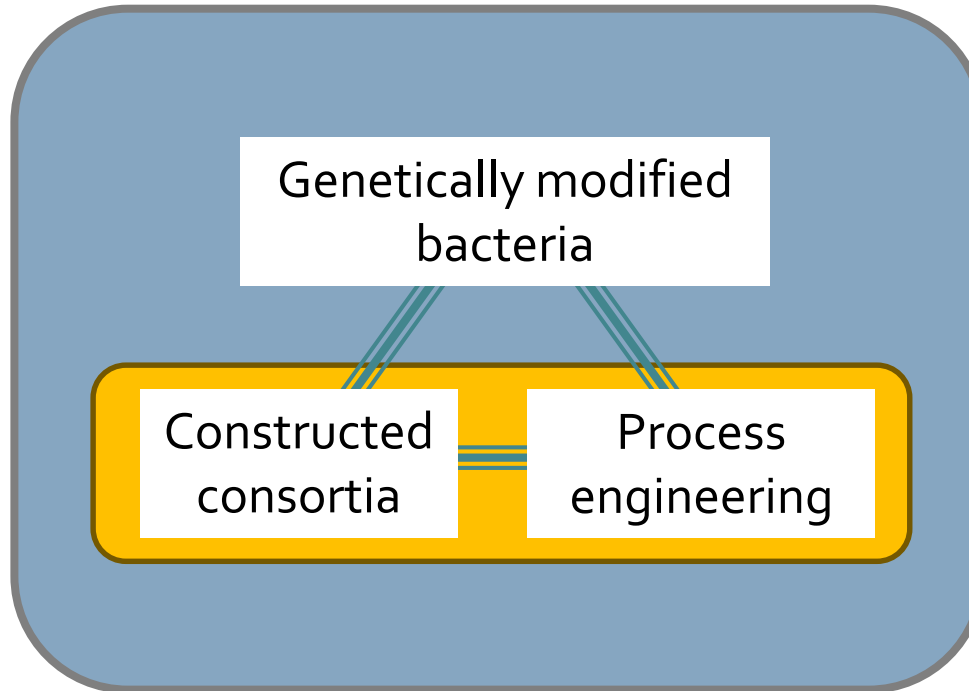 Genetically modified
bacteria
Constructed
consortia
Process
engineering